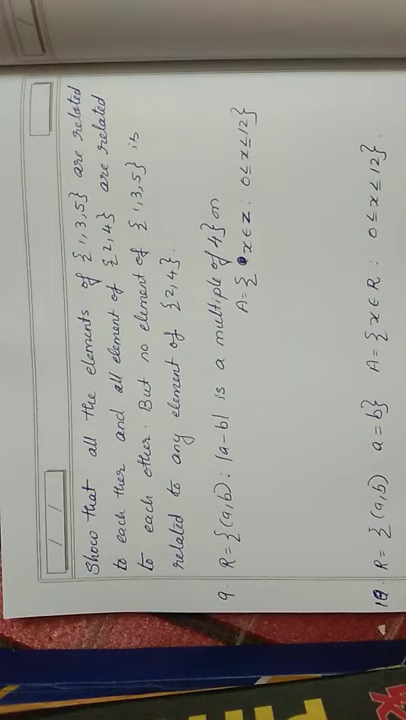 Show that all the elements of {1,3,5} are related
to each ther and all element of {2,4} are related
to each other. But no element of {1,3,5} is
related to any element of {2,4}.
9. R={(a,b): |a-b| is a multiple of 4} on
A={x∈Z : 0≤x≤12}
10. R={(a,b) : a=b} A={x∈R : 0≤x≤12}.